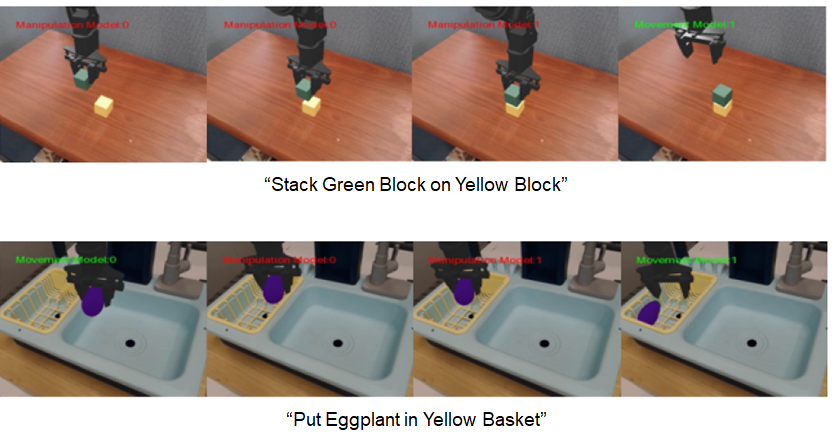 Manipulation Model:0
Manipulation Model:0
Manipulation Model:1
Movement Model:1
“Stack Green Block on Yellow Block”
Movement Model:0
Manipulation Model:0
Manipulation Model:1
Movement Model:1
“Put Eggplant in Yellow Basket”